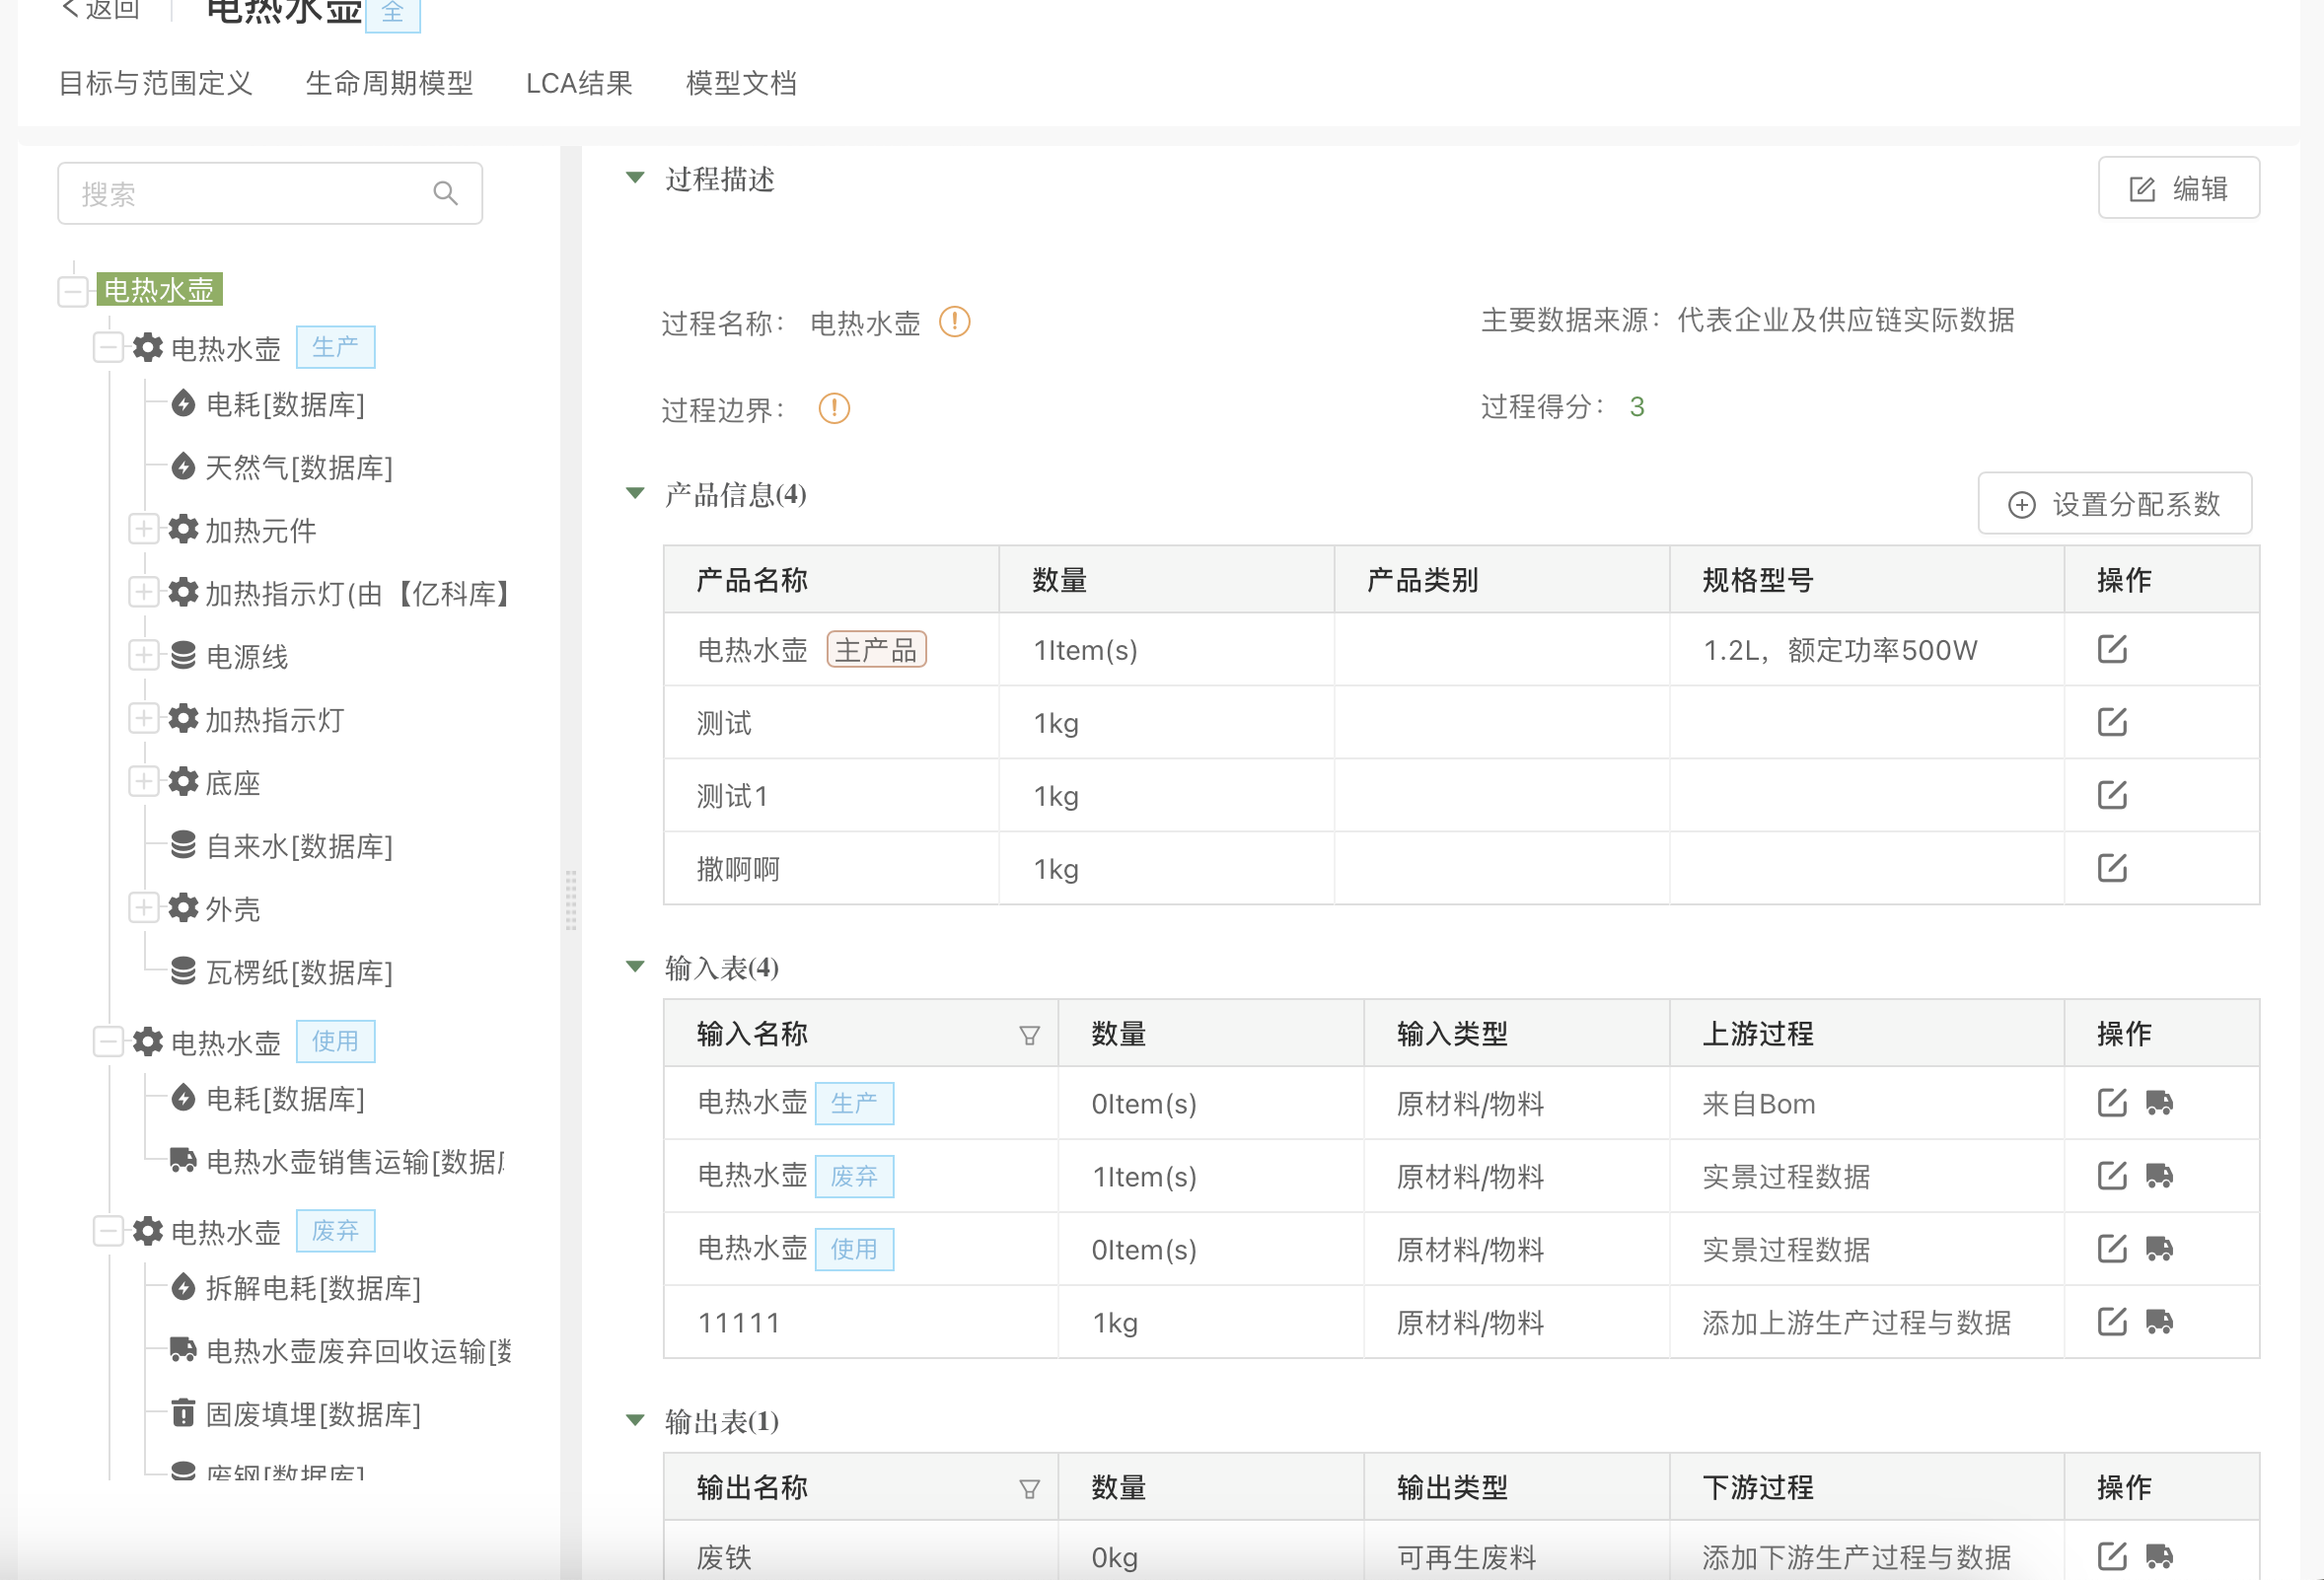 返回 电热水壶 全
目标与范围定义 生命周期模型 LCA结果 模型文档
搜索
电热水壶
电热水壶 生产
电耗[数据库]
天然气[数据库]
加热元件
加热指示灯(由【亿科库】
电源线
加热指示灯
底座
自来水[数据库]
外壳
瓦楞纸[数据库]
电热水壶 使用
电耗[数据库]
电热水壶销售运输[数据
电热水壶 废弃
拆解电耗[数据库]
电热水壶废弃回收运输[数
固废填埋[数据库]
废钢[数据库]
过程描述 编辑
过程名称: 电热水壶 主要数据来源: 代表企业及供应链实际数据
过程边界: 过程得分: 3
产品信息(4) 设置分配系数
产品名称 数量 产品类别 规格型号 操作
电热水壶 主产品 1Item(s) 1.2L, 额定功率500W
测试 1kg
测试1 1kg
撒啊啊 1kg
输入表(4)
输入名称 数量 输入类型 上游过程 操作
电热水壶 生产 0Item(s) 原材料/物料 来自Bom
电热水壶 废弃 1Item(s) 原材料/物料 实景过程数据
电热水壶 使用 0Item(s) 原材料/物料 实景过程数据
11111 1kg 原材料/物料 添加上游生产过程与数据
输出表(1)
输出名称 数量 输出类型 下游过程 操作
废铁 0kg 可再生废料 添加下游生产过程与数据